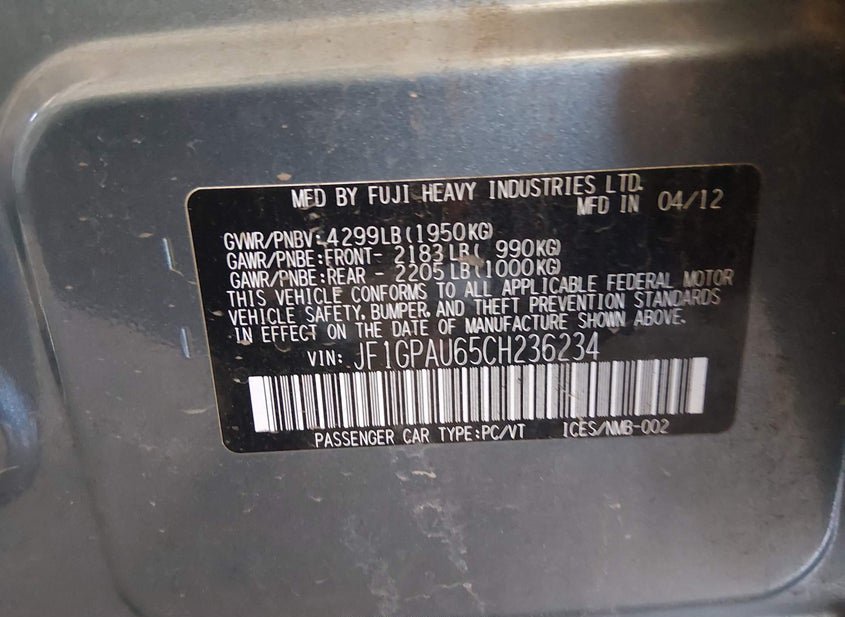 MFD BY FUJI HEAVY INDUSTRIES LTD.
MFD IN 04/12
GVWR/PNBV:4299LB(1950KG)
GAWR/PNBE:FRONT- 2183LB( 990KG)
GAWR/PNBE:REAR - 2205LB(1000KG)
THIS VEHICLE CONFORMS TO ALL APPLICABLE FEDERAL MOTOR
VEHICLE SAFETY, BUMPER, AND THEFT PREVENTION STANDARDS
IN EFFECT ON THE DATE OF MANUFACTURE SHOWN ABOVE.
VIN: JF1GPAU65CH236234
PASSENGER CAR TYPE:PC/VT ICES/NMB-002